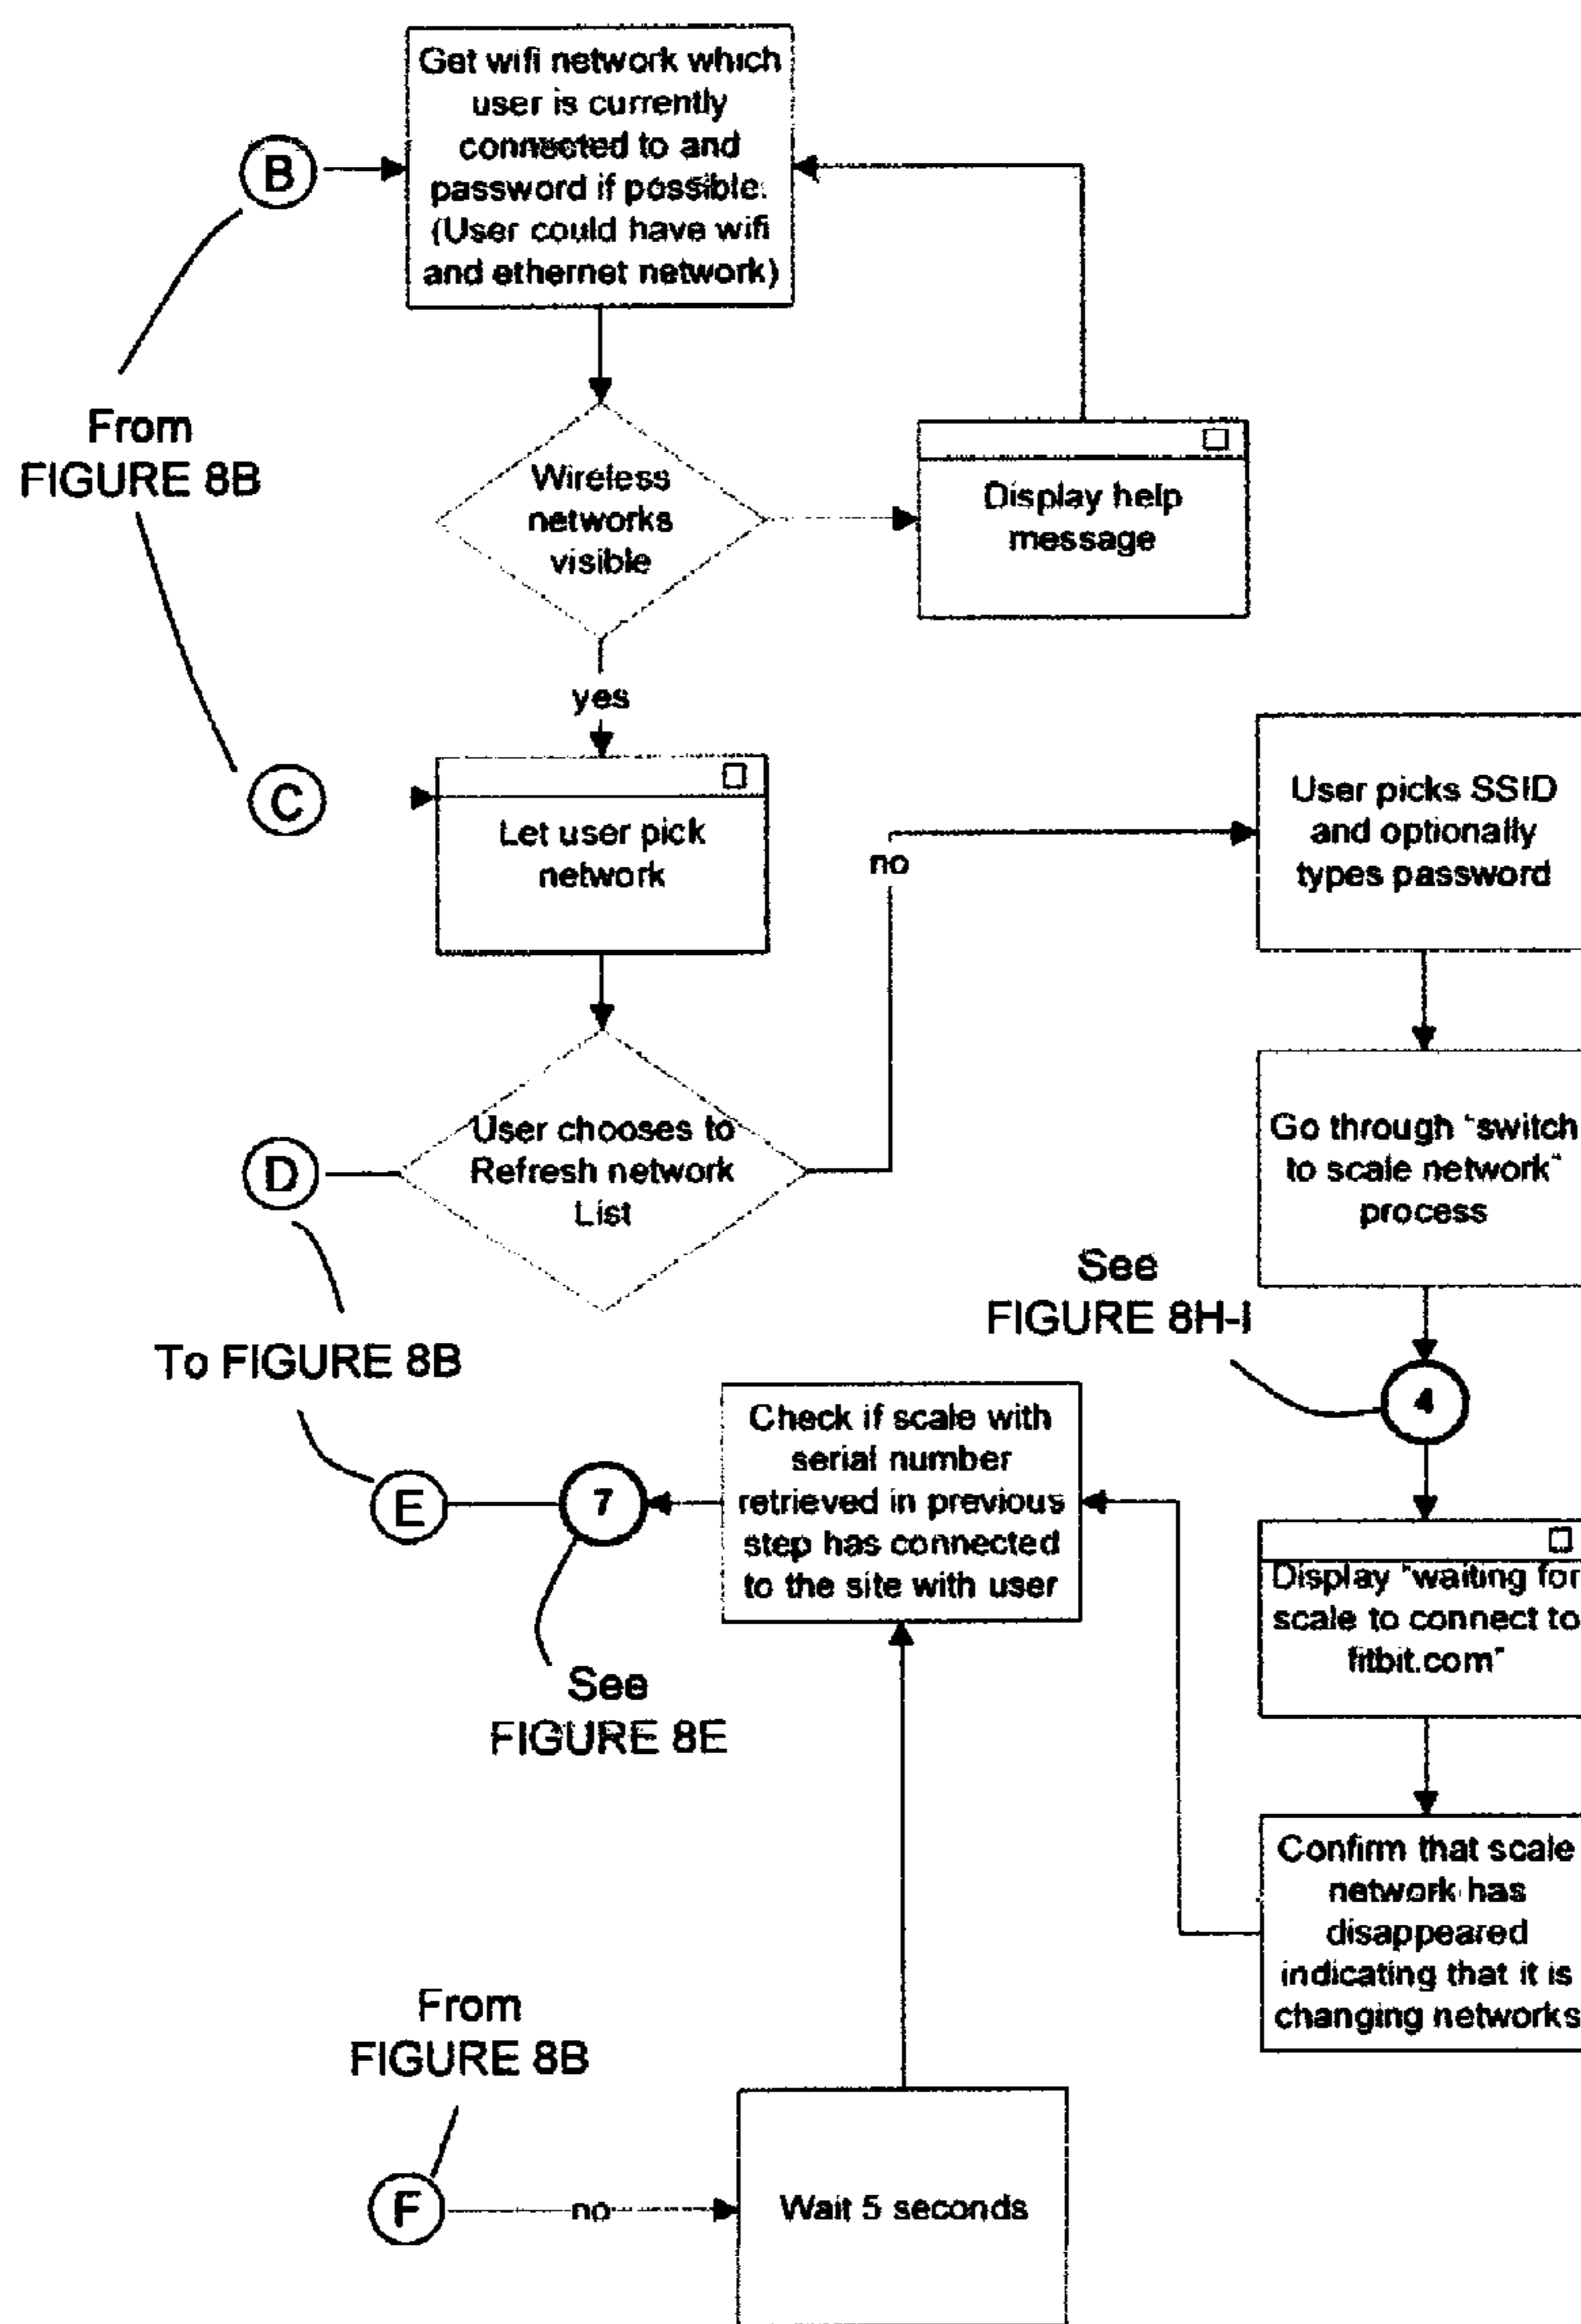 Get wifi network which
user is currently
connected to and
password if possible.
(User could have wifi
and ethernet network)
B
From
FIGURE 8B
Wireless
networks
visible
Display help
message
yes
C
Let user pick
network
no
User picks SSID
and optionally
types password
D
User chooses to
Refresh network
List
Go through "switch
to scale network"
process
See
FIGURE 8H-I
To FIGURE 8B
4
Check if scale with
serial number
retrieved in previous
step has connected
to the site with user
7
E
Display "waiting for
scale to connect to
fitbit.com"
See
FIGURE 8E
Confirm that scale
network has
disappeared
indicating that it is
changing networks
From
FIGURE 8B
F
no
Wait 5 seconds